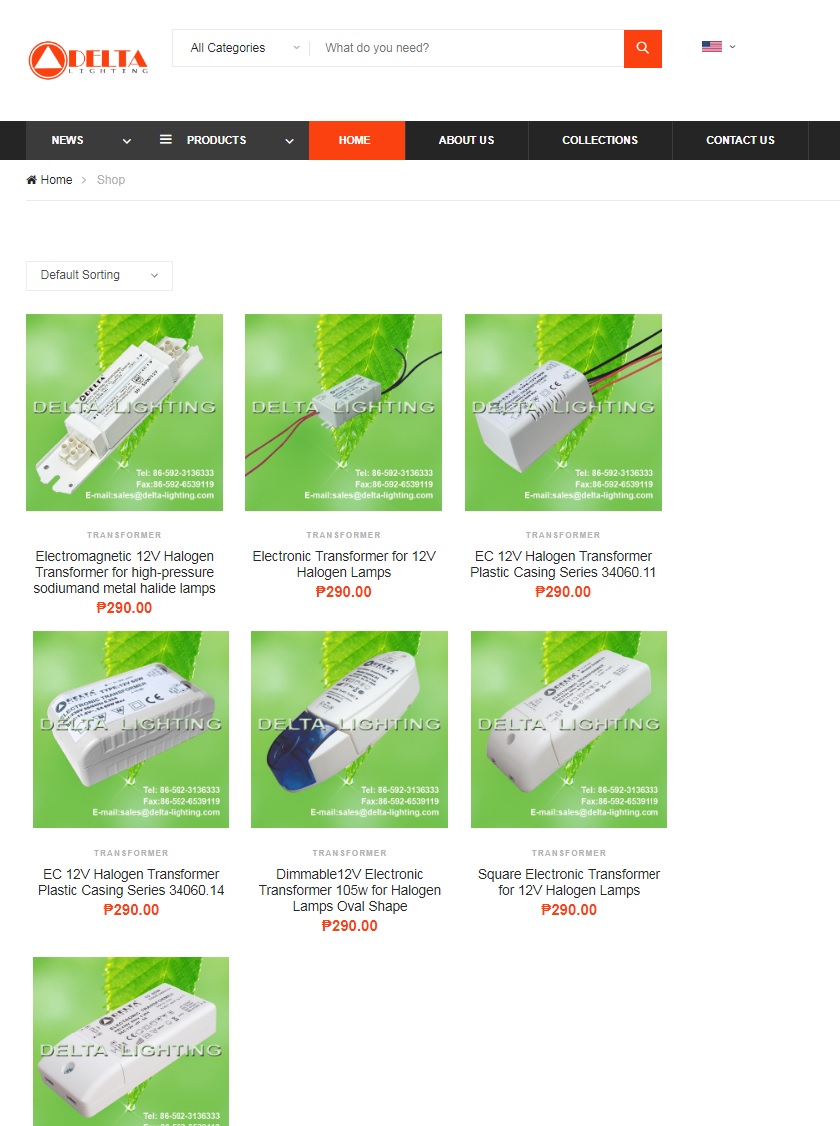 DELTA
LIGHTING
All Categories
What do you need?
NEWS
PRODUCTS
HOME
ABOUT US
COLLECTIONS
CONTACT US
Home > Shop
Default Sorting
DELTA LIGHTING
Tel: 86-592-3136333
Fax:86-592-6539119
E-mail:sales@delta-lighting.com
DELTA LIGHTING
Tel: 86-592-3136333
Fax:86-592-6539119
E-mail:sales@delta-lighting.com
DELTA LIGHTING
Tel: 86-592-3136333
Fax:86-592-6539119
E-mail:sales@delta-lighting.com
TRANSFORMER
Electromagnetic 12V Halogen
Transformer for high-pressure
sodiumand metal halide lamps
₱290.00
TRANSFORMER
Electronic Transformer for 12V
Halogen Lamps
₱290.00
TRANSFORMER
EC 12V Halogen Transformer
Plastic Casing Series 34060.11
₱290.00
DELTA
ELECTRONIC TRANSFORMER
DELTA LIGHTING
Tel: 86-592-3136333
Fax:86-592-6539119
E-mail:sales@delta-lighting.com
DELTA LIGHTING
Tel: 86-592-3136333
Fax:86-592-6539119
E-mail:sales@delta-lighting.com
DELTA LIGHTING
Tel: 86-592-3136333
Fax:86-592-6539119
E-mail:sales@delta-lighting.com
TRANSFORMER
EC 12V Halogen Transformer
Plastic Casing Series 34060.14
₱290.00
TRANSFORMER
Dimmable12V Electronic
Transformer 105w for Halogen
Lamps Oval Shape
₱290.00
TRANSFORMER
Square Electronic Transformer
for 12V Halogen Lamps
₱290.00
DELTA
ELECTRONIC TRANSFORMER
DELTA LIGHTING
Tel: 86-592-3136333